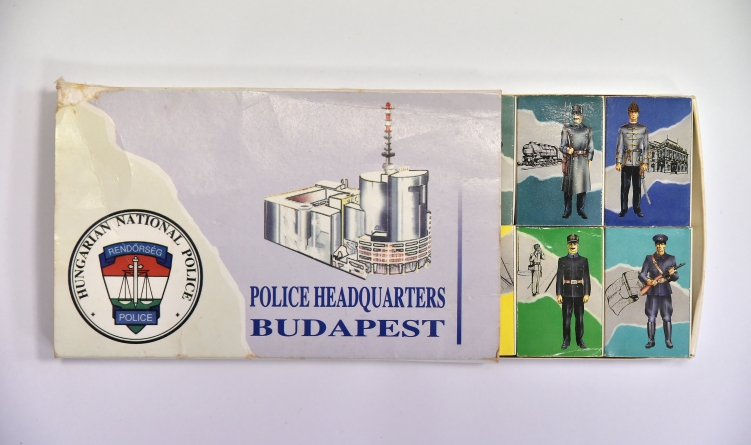 HUNGARIAN NATIONAL POLICE
RENDŐRSÉG
POLICE
POLICE HEADQUARTERS
BUDAPEST